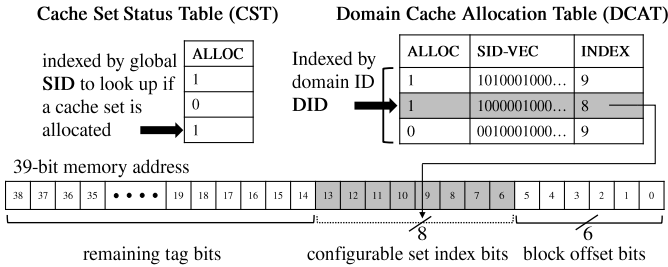 Cache Set Status Table (CST)
Domain Cache Allocation Table (DCAT)
indexed by global
SID to look up if
a cache set is
allocated
ALLOC
1
0
1
Indexed by
domain ID
DID
ALLOC SID-VEC INDEX
1 1010001000... 9
1 1000001000... 8
0 0010001000... 9
39-bit memory address
38 37 36 35 • • • • 19 18 17 16 15 14 13 12 11 10 9 8 7 6 5 4 3 2 1 0
8 6
remaining tag bits configurable set index bits block offset bits